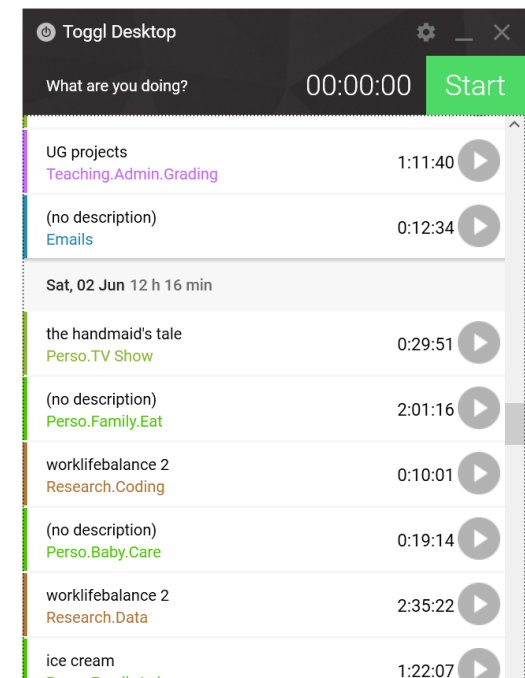 Toggl Desktop
What are you doing? 00:00:00 Start
UG projects
Teaching.Admin.Grading 1:11:40
(no description)
Emails 0:12:34
Sat, 02 Jun 12 h 16 min
the handmaid's tale
Perso.TV Show 0:29:51
(no description)
Perso.Family.Eat 2:01:16
worklifebalance 2
Research.Coding 0:10:01
(no description)
Perso.Baby.Care 0:19:14
worklifebalance 2
Research.Data 2:35:22
ice cream
1:22:07